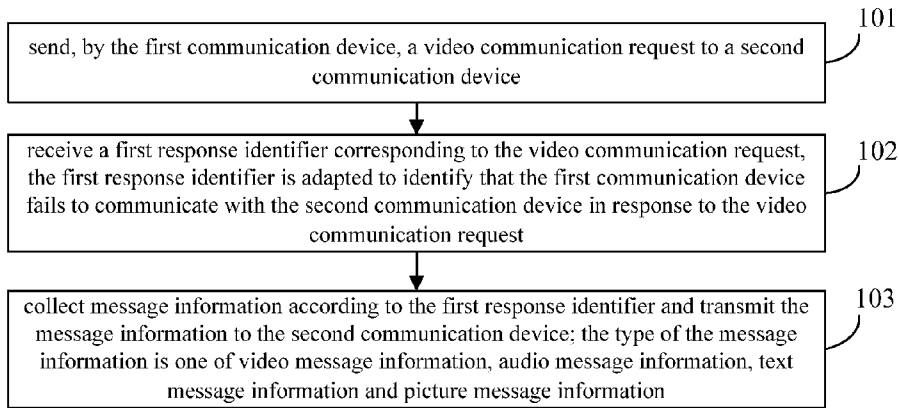 101
send, by the first communication device, a video communication request to a second
communication device
102
receive a first response identifier corresponding to the video communication request,
the first response identifier is adapted to identify that the first communication device
fails to communicate with the second communication device in response to the video
communication request
103
collect message information according to the first response identifier and transmit the
message information to the second communication device; the type of the message
information is one of video message information, audio message information, text
message information and picture message information